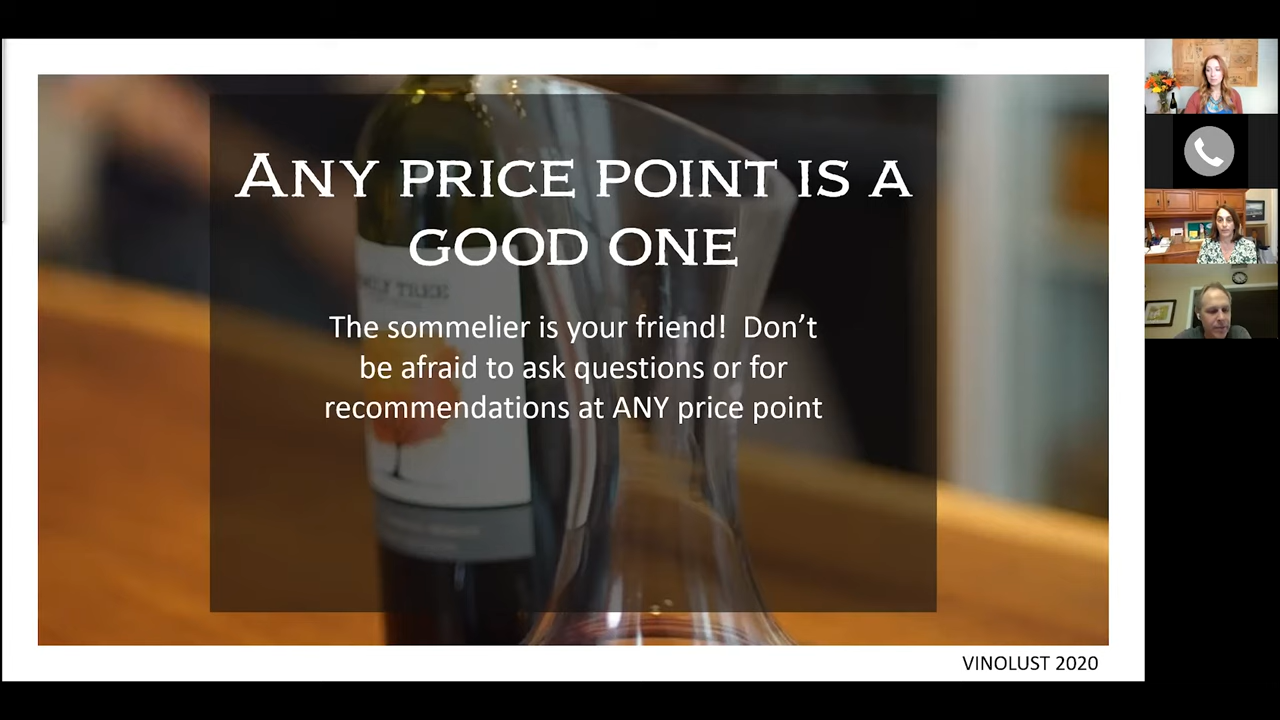 ANY PRICE POINT IS A
GOOD ONE
The sommelier is your friend!  Don’t
be afraid to ask questions or for
recommendations at ANY price point
TREE
VINOLUST 2020